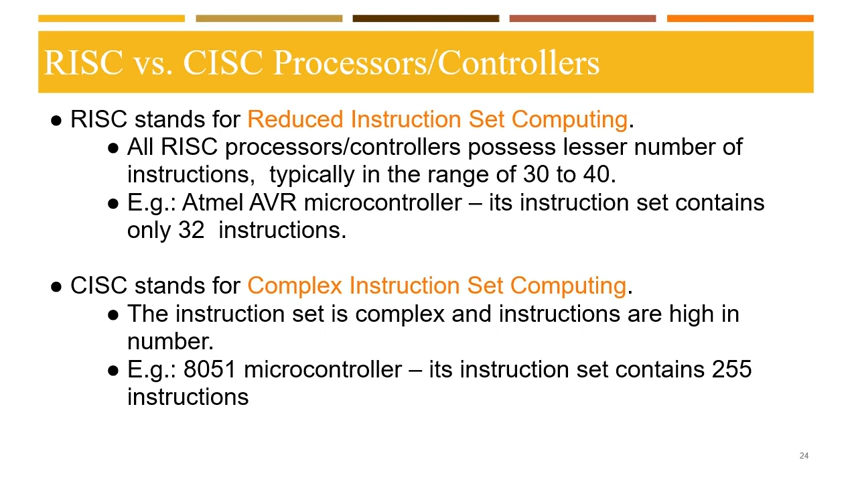 RISC vs. CISC Processors/Controllers
● RISC stands for Reduced Instruction Set Computing.
● All RISC processors/controllers possess lesser number of
instructions,  typically in the range of 30 to 40.
● E.g.: Atmel AVR microcontroller – its instruction set contains
only 32  instructions.
● CISC stands for Complex Instruction Set Computing.
● The instruction set is complex and instructions are high in
number.
● E.g.: 8051 microcontroller – its instruction set contains 255
instructions
24